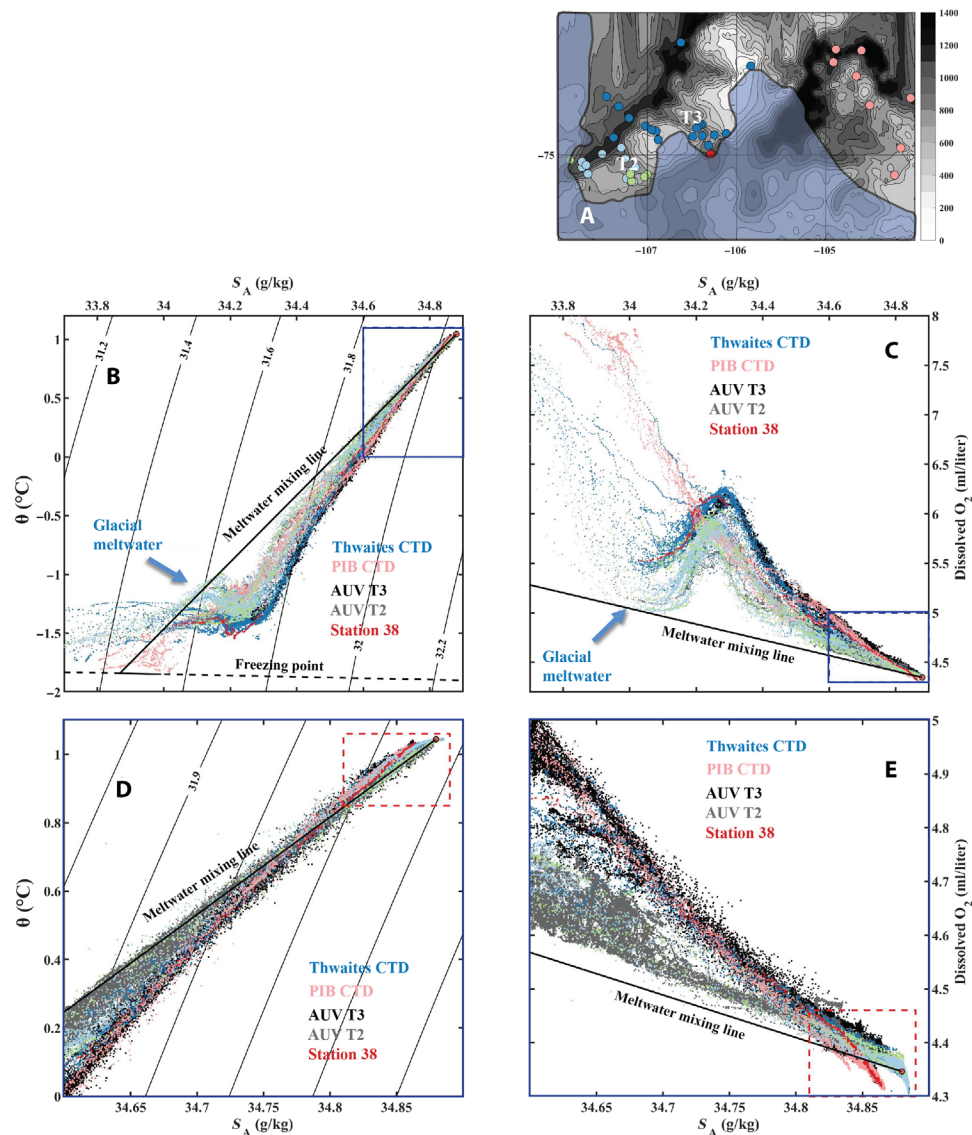 1400
1200
1000
800
600
400
200
0
T3
T2
A
−75
−107
−106
−105
S_A (g/kg)
33.8 34 34.2 34.4 34.6 34.8
31.2
31.4
31.6
31.8
32
32.2
1
0.5
0
−0.5
−1
−1.5
−2
θ (°C)
B
Meltwater mixing line
Glacial
meltwater
Thwaites CTD
PIB CTD
AUV T3
AUV T2
Station 38
Freezing point
S_A (g/kg)
33.8 34 34.2 34.4 34.6 34.8
C
Thwaites CTD
PIB CTD
AUV T3
AUV T2
Station 38
8
7.5
7
6.5
6
5.5
5
4.5
Dissolved O₂ (ml/liter)
Meltwater mixing line
Glacial
meltwater
1
0.8
0.6
0.4
0.2
0
θ (°C)
31.9
D
Meltwater mixing line
Thwaites CTD
PIB CTD
AUV T3
AUV T2
Station 38
34.65 34.7 34.75 34.8 34.85
S_A (g/kg)
Thwaites CTD
PIB CTD
AUV T3
AUV T2
Station 38
E
5
4.9
4.8
4.7
4.6
4.5
4.4
4.3
Dissolved O₂ (ml/liter)
Meltwater mixing line
34.65 34.7 34.75 34.8 34.85
S_A (g/kg)